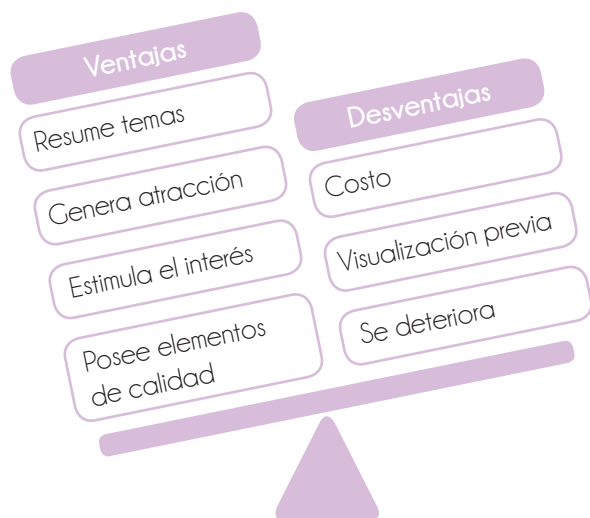 Ventajas
Resume temas
Genera atracción
Estimula el interés
Posee elementos
de calidad
Desventajas
Costo
Visualización previa
Se deteriora